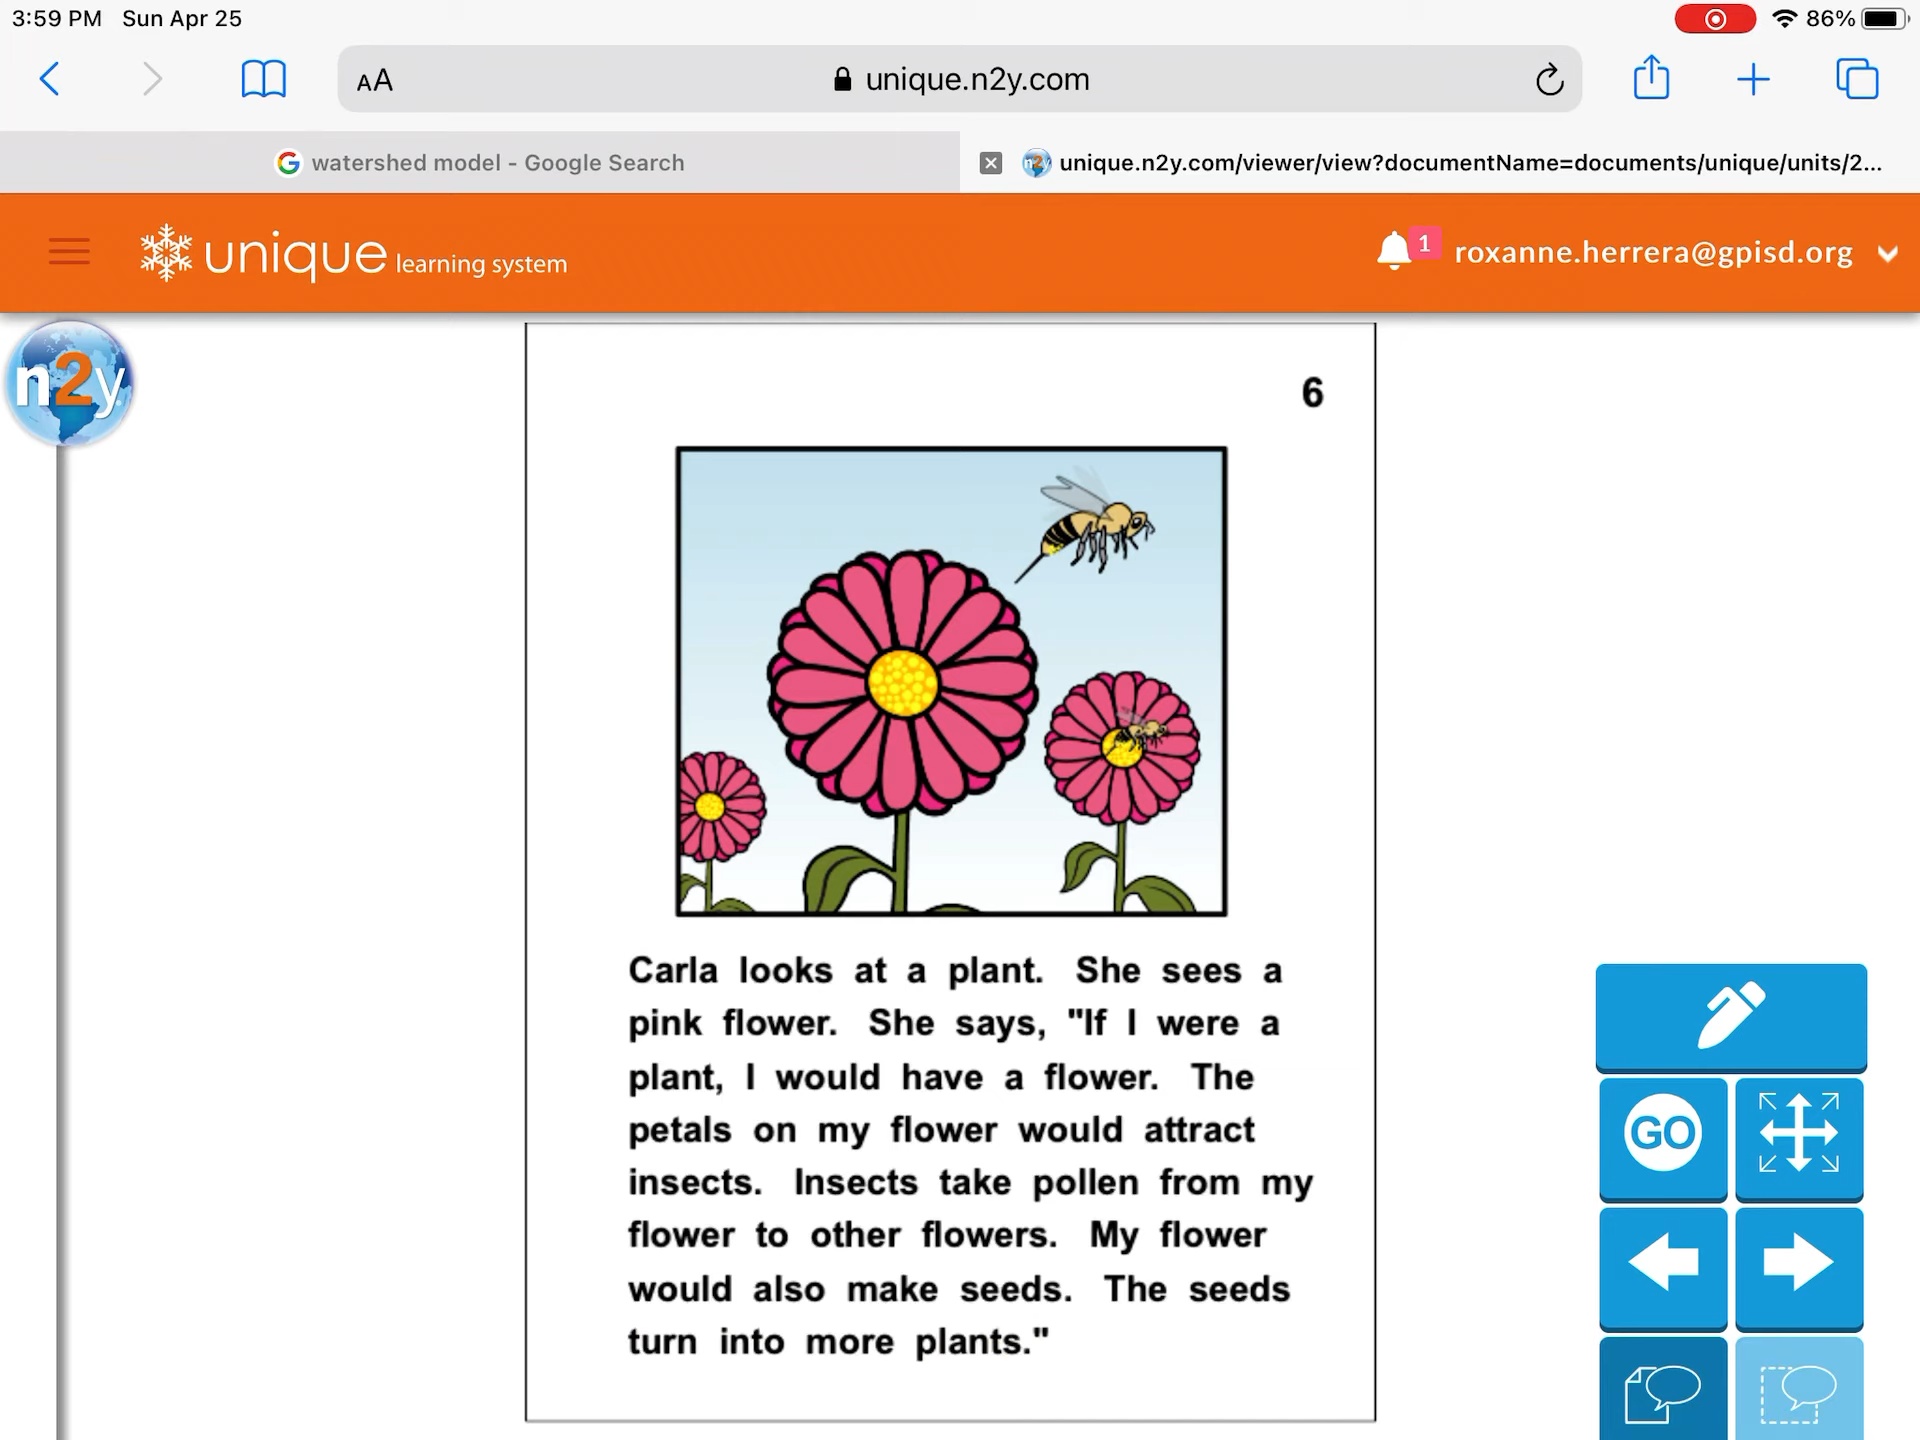 3:59 PM Sun Apr 25
86%
AA
unique.n2y.com
watershed model - Google Search
unique.n2y.com/viewer/view?documentName=documents/unique/units/2...
unique learning system
1
roxanne.herrera@gpisd.org
n2y
6
Carla looks at a plant. She sees a
pink flower. She says, "If I were a
plant, I would have a flower. The
petals on my flower would attract
insects. Insects take pollen from my
flower to other flowers. My flower
would also make seeds. The seeds
turn into more plants."
GO